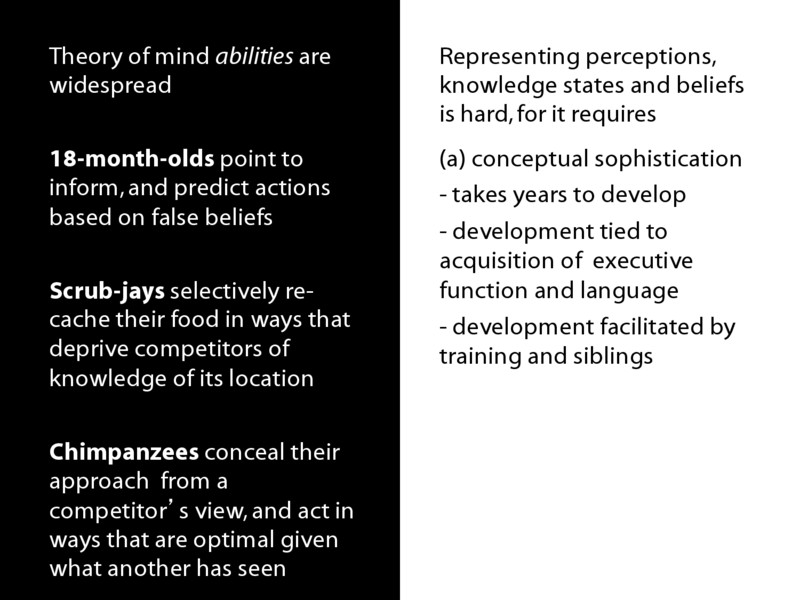 Theory of mind abilities are
widespread
18-month-olds point to
inform, and predict actions
based on false beliefs
Scrub-jays selectively re-
cache their food in ways that
deprive competitors of
knowledge of its location
Chimpanzees conceal their
approach from a
competitor’s view, and act in
ways that are optimal given
what another has seen
Representing perceptions,
knowledge states and beliefs
is hard, for it requires
(a) conceptual sophistication
- takes years to develop
- development tied to
acquisition of executive
function and language
- development facilitated by
training and siblings